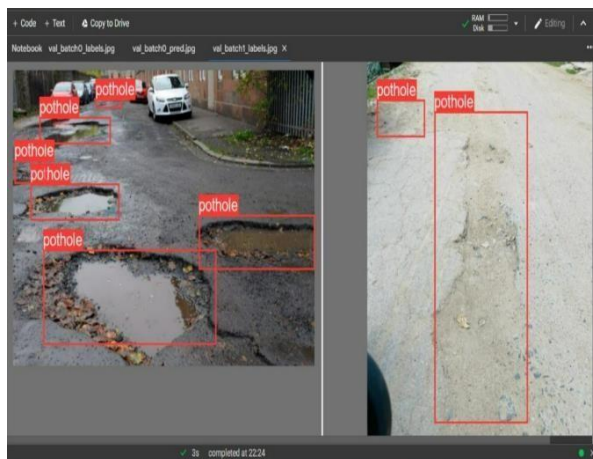 + Code + Text Copy to Drive
RAM
Disk
Editing
Notebook val_batch0_labels.jpg val_batch0_pred.jpg val_batch1_labels.jpg X
pothole
pothole
pothole
pothole
pothole
pothole
pothole
pothole
3s completed at 22:24